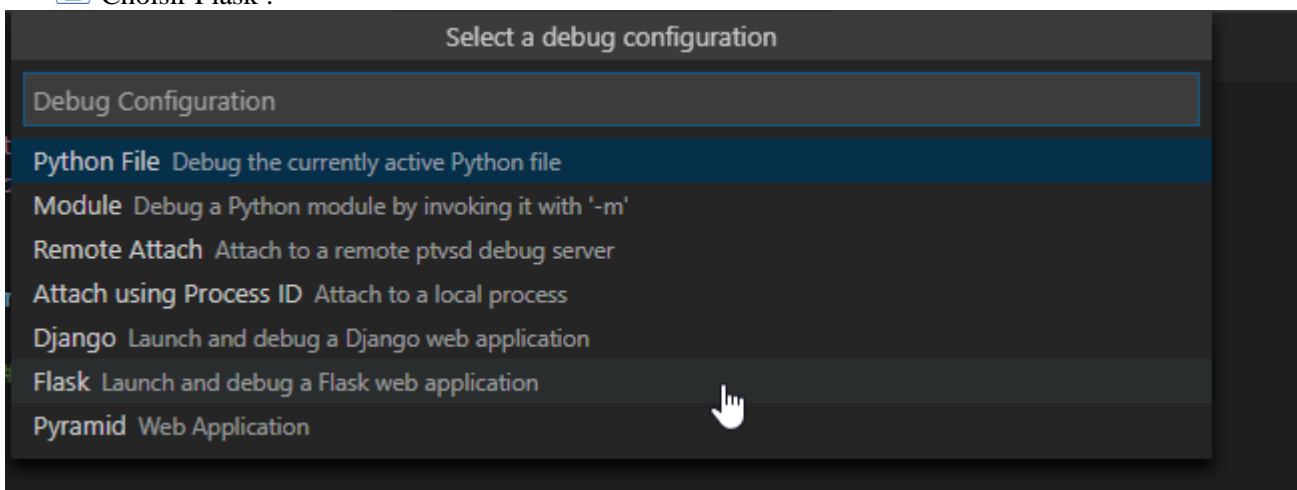 Choisir Flask :
Select a debug configuration
Debug Configuration
Python File Debug the currently active Python file
Module Debug a Python module by invoking it with '-m'
Remote Attach Attach to a remote ptvsd debug server
Attach using Process ID Attach to a local process
Django Launch and debug a Django web application
Flask Launch and debug a Flask web application
Pyramid Web Application